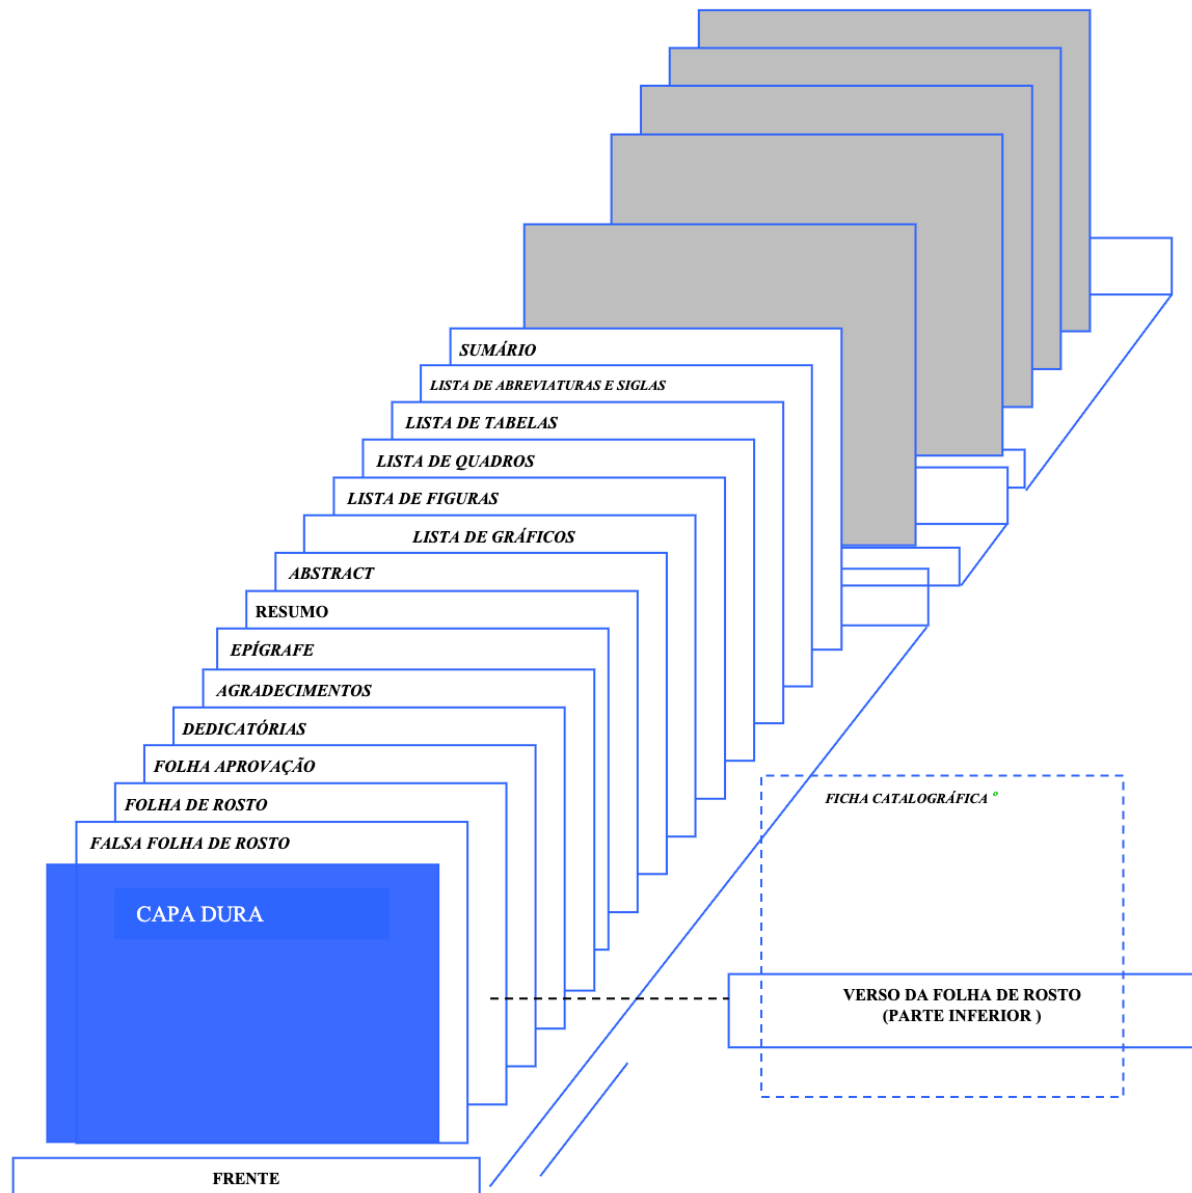 SUMÁRIO
LISTA DE ABREVIATURAS E SIGLAS
LISTA DE TABELAS
LISTA DE QUADROS
LISTA DE FIGURAS
LISTA DE GRÁFICOS
ABSTRACT
RESUMO
EPÍGRAFE
AGRADECIMENTOS
DEDICATÓRIAS
FOLHA APROVAÇÃO
FOLHA DE ROSTO
FALSA FOLHA DE ROSTO
CAPA DURA
FICHA CATALOGRÁFICA º
VERSO DA FOLHA DE ROSTO
(PARTE INFERIOR )
FRENTE